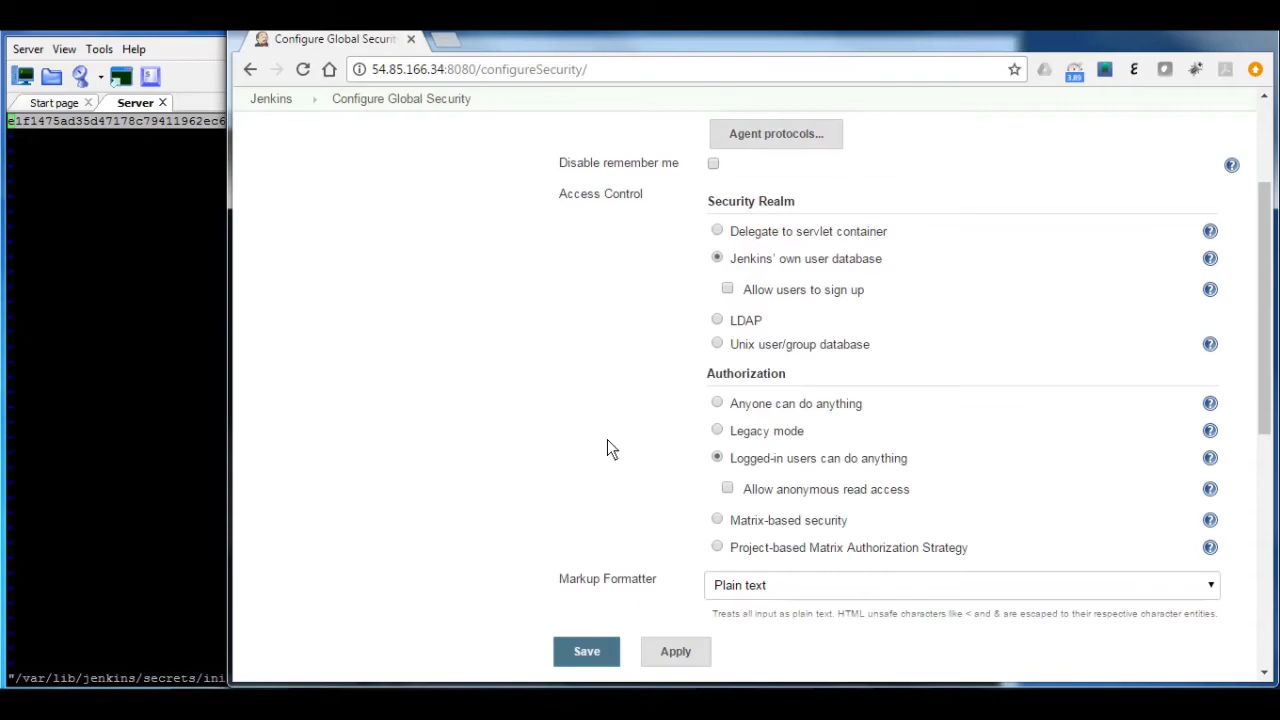 Configure Global Securit
Server View Tools Help
54.85.166.34:8080/configureSecurity/
3.89
Start page Server
Jenkins Configure Global Security
e1f1475ad35d47178c79411962ec6
Agent protocols...
Disable remember me
Access Control
Security Realm
Delegate to servlet container
Jenkins' own user database
Allow users to sign up
LDAP
Unix user/group database
Authorization
Anyone can do anything
Legacy mode
Logged-in users can do anything
Allow anonymous read access
Matrix-based security
Project-based Matrix Authorization Strategy
Markup Formatter
Plain text
Treats all input as plain text. HTML unsafe characters like < and & are escaped to their respective character entities.
Save Apply
"/var/lib/jenkins/secrets/ini